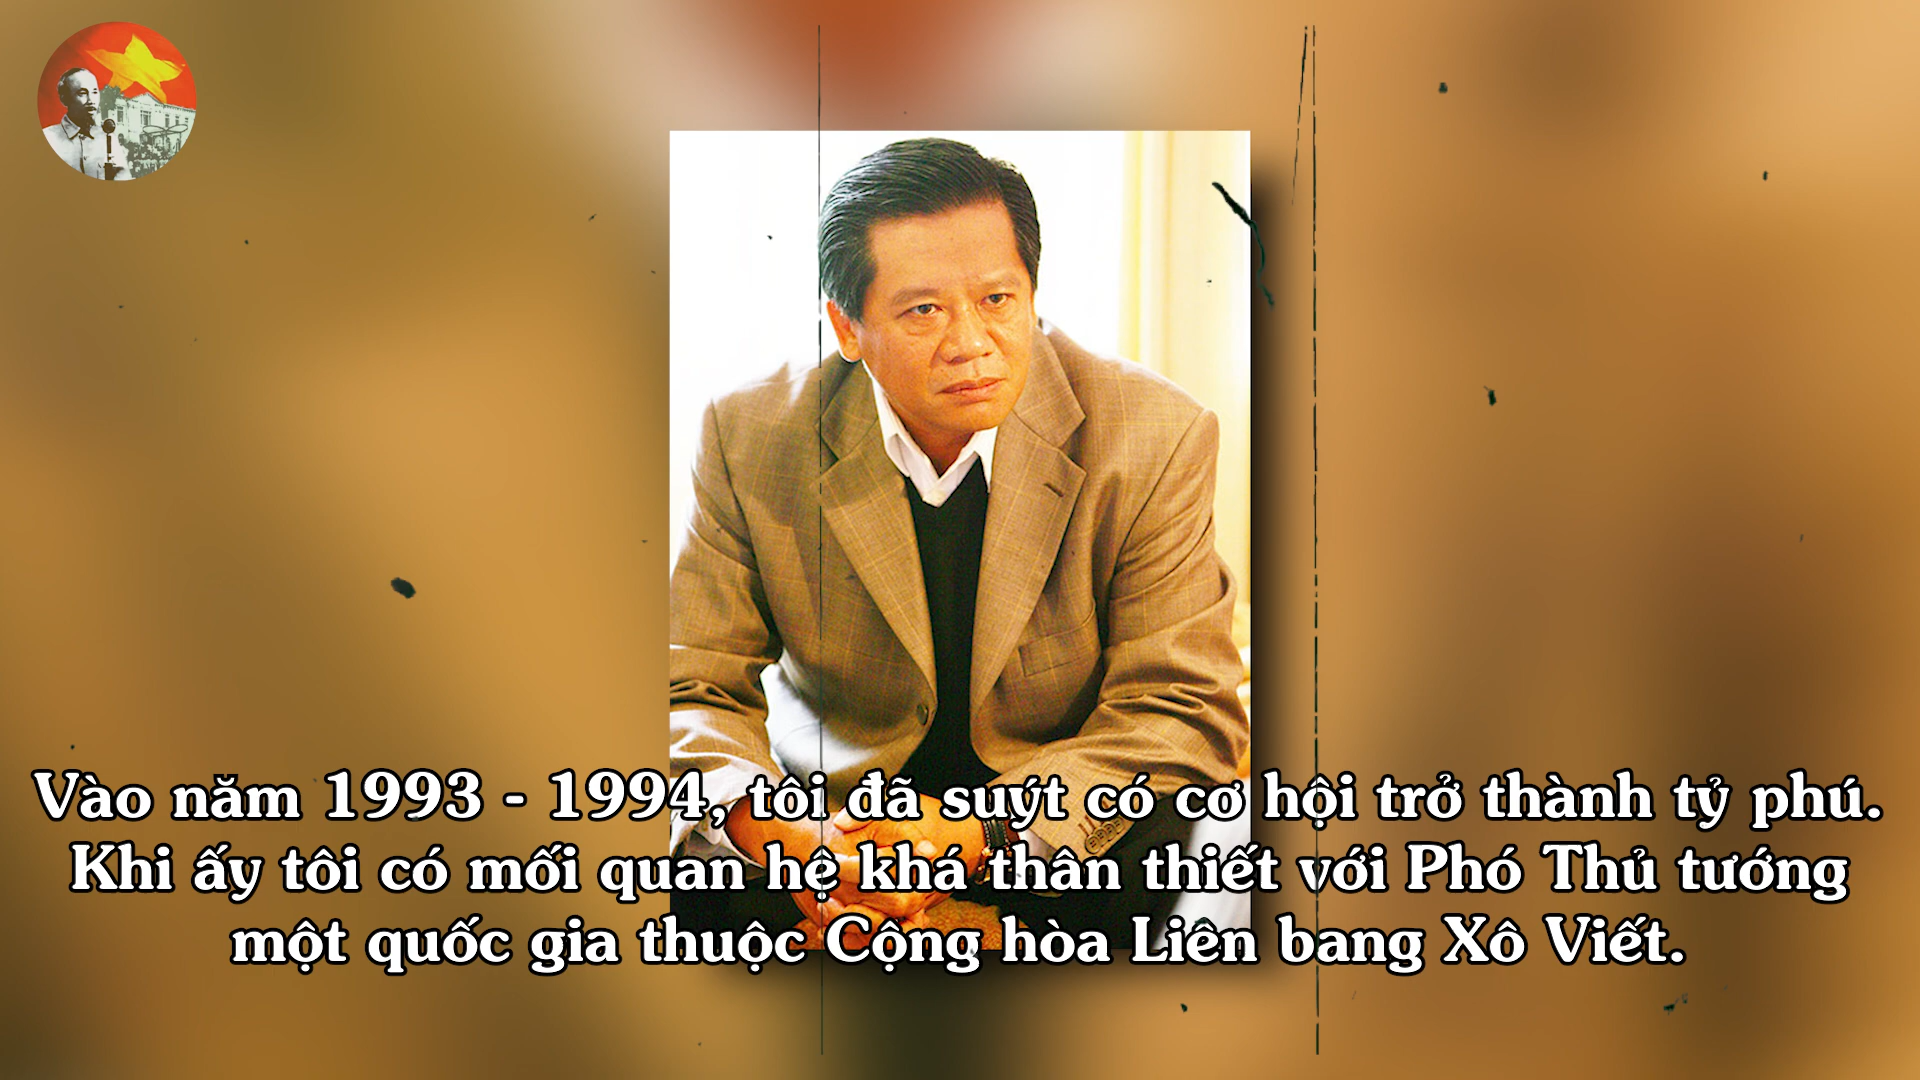 Vào năm 1993 - 1994, tôi đã suýt có cơ hội trở thành tỷ phú.
Khi ấy tôi có mối quan hệ khá thân thiết với Phó Thủ tướng
một quốc gia thuộc Cộng hòa Liên bang Xô Viết.